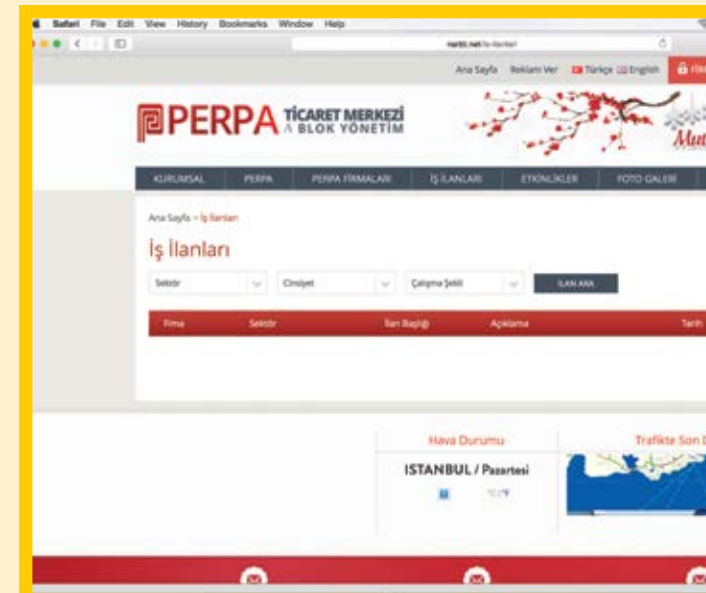 Safari File Edit View History Bookmarks Window Help
Ana Sayfa Reklam Ver Türkçe English
PERPA TİCARET MERKEZİ
A BLOK YÖNETİM
KURUMSAL PERPA PERPA FİRMALARI İŞ İLANLARI ETKİNLİKLER FOTO GALERİ
Ana Sayfa » İş İlanları
İş İlanları
Sektör Cinsiyet Çalışma Şekli İLAN ARA
Firma Sektör İlan Başlığı Açıklama Tarih
Hava Durumu Trafikte Son D
ISTANBUL / Pazartesi